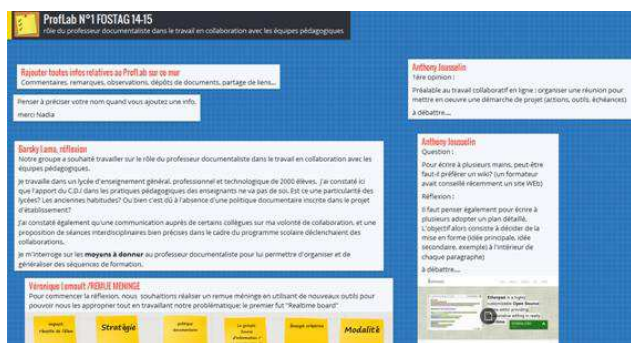 ProfLab N°1 FOSTAG 14-15
rôle du professeur documentaliste dans le travail en collaboration avec les équipes pédagogiques
Rajouter toutes infos relatives au ProfLab sur ce mur
Commentaires, remarques, observations, dépôts de documents, partage de liens...
Penser à préciser votre nom quand vous ajoutez une info.
merci Nadia
Barsky Lama, réflexion
Notre groupe a souhaité travailler sur le rôle du professeur documentaliste dans le travail en collaboration avec les
équipes pédagogiques.
Je travaille dans un lycée d'enseignement général, professionnel et technologique de 2000 élèves. J'ai constaté ici
que l'apport du C.D.I dans les pratiques pédagogiques des enseignants ne va pas de soi. Est ce une particularité des
lycées? Les anciennes habitudes? Ou bien c'est dû à l'absence d'une politique documentaire inscrite dans le projet
d'établissement?
J'ai constaté également qu'une communication auprès de certains collègues sur ma volonté de collaboration, et une
proposition de séances interdisciplinaires bien précises dans le cadre du programme scolaire déclenchaient des
collaborations.
Je m'interroge sur les moyens à donner au professeur documentaliste pour lui permettre d'organiser et de
généraliser des séquences de formation.
Véronique Lamoult /REMUE MENINGE
Pour commencer la réflexion, nous souhaitions réaliser un remue méninge en utilisant de nouveaux outils pour
pouvoir nous les approprier tout en travaillant notre problématique: le premier fut "Realtime board"
Stratégie
politique
documentaire
Modalité
Anthony Jousselin
1ère opinion :
Préalable au travail collaboratif en ligne : organiser une réunion pour
mettre en oeuvre une démarche de projet (actions, outils, échéances)
à débattre....
Anthony Jousselin
Question :
Pour écrire à plusieurs mains, peut-être
faut-il préférer un wiki? (un formateur
avait conseillé récemment un site WEb)
Réflexion :
Il faut penser également pour écrire à
plusieurs adopter un plan détaillé.
L'objectif alors consiste à décider de la
mise en forme (idée principale, idée
secondaire, exemple) à l'intérieur de
chaque paragraphe)
à débattre....
Etherpad is a highly
customizable Open Source